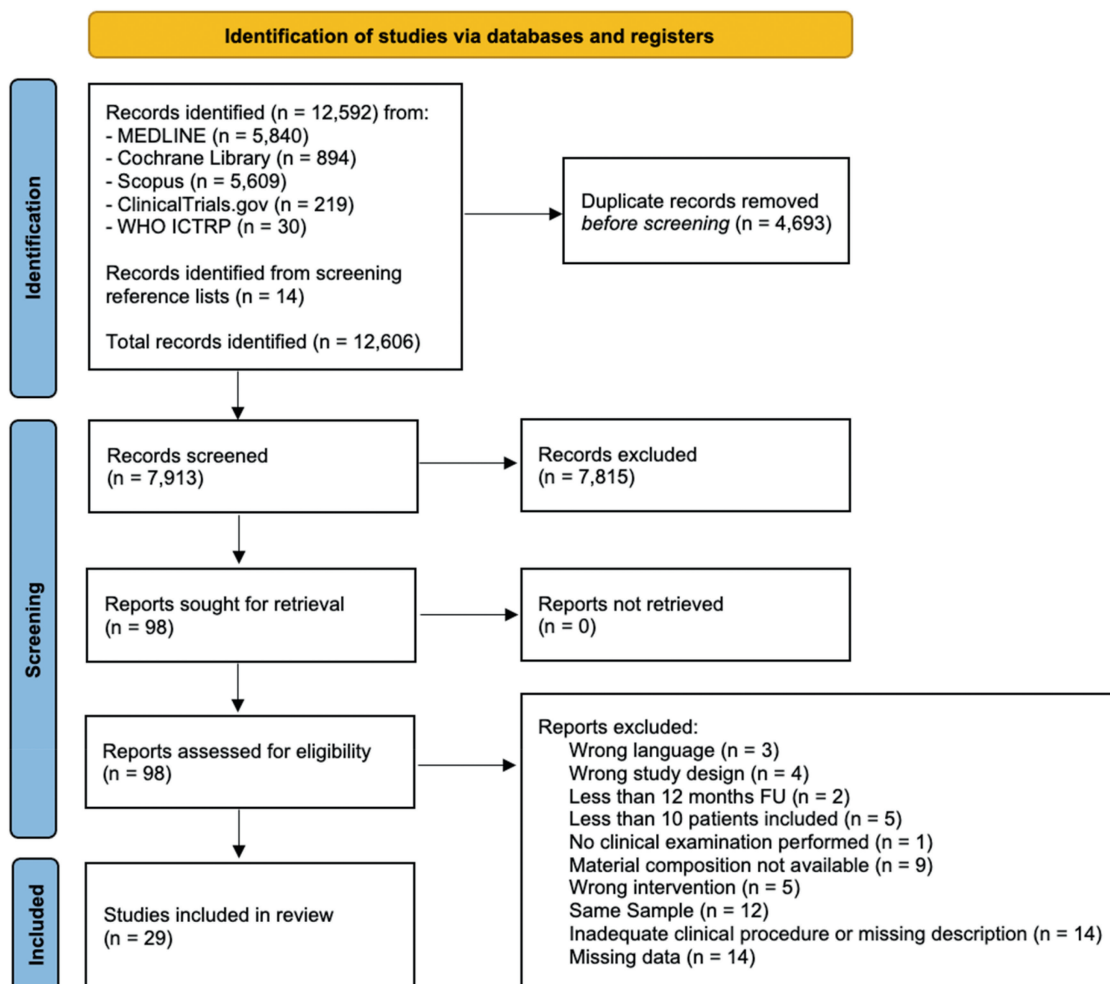 Identification of studies via databases and registers
Identification
Records identified (n = 12,592) from:
- MEDLINE (n = 5,840)
- Cochrane Library (n = 894)
- Scopus (n = 5,609)
- ClinicalTrials.gov (n = 219)
- WHO ICTRP (n = 30)
Records identified from screening
reference lists (n = 14)
Total records identified (n = 12,606)
Duplicate records removed
before screening (n = 4,693)
Screening
Records screened
(n = 7,913)
Records excluded
(n = 7,815)
Reports sought for retrieval
(n = 98)
Reports not retrieved
(n = 0)
Reports assessed for eligibility
(n = 98)
Reports excluded:
Wrong language (n = 3)
Wrong study design (n = 4)
Less than 12 months FU (n = 2)
Less than 10 patients included (n = 5)
No clinical examination performed (n = 1)
Material composition not available (n = 9)
Wrong intervention (n = 5)
Same Sample (n = 12)
Inadequate clinical procedure or missing description (n = 14)
Missing data (n = 14)
Included
Studies included in review
(n = 29)